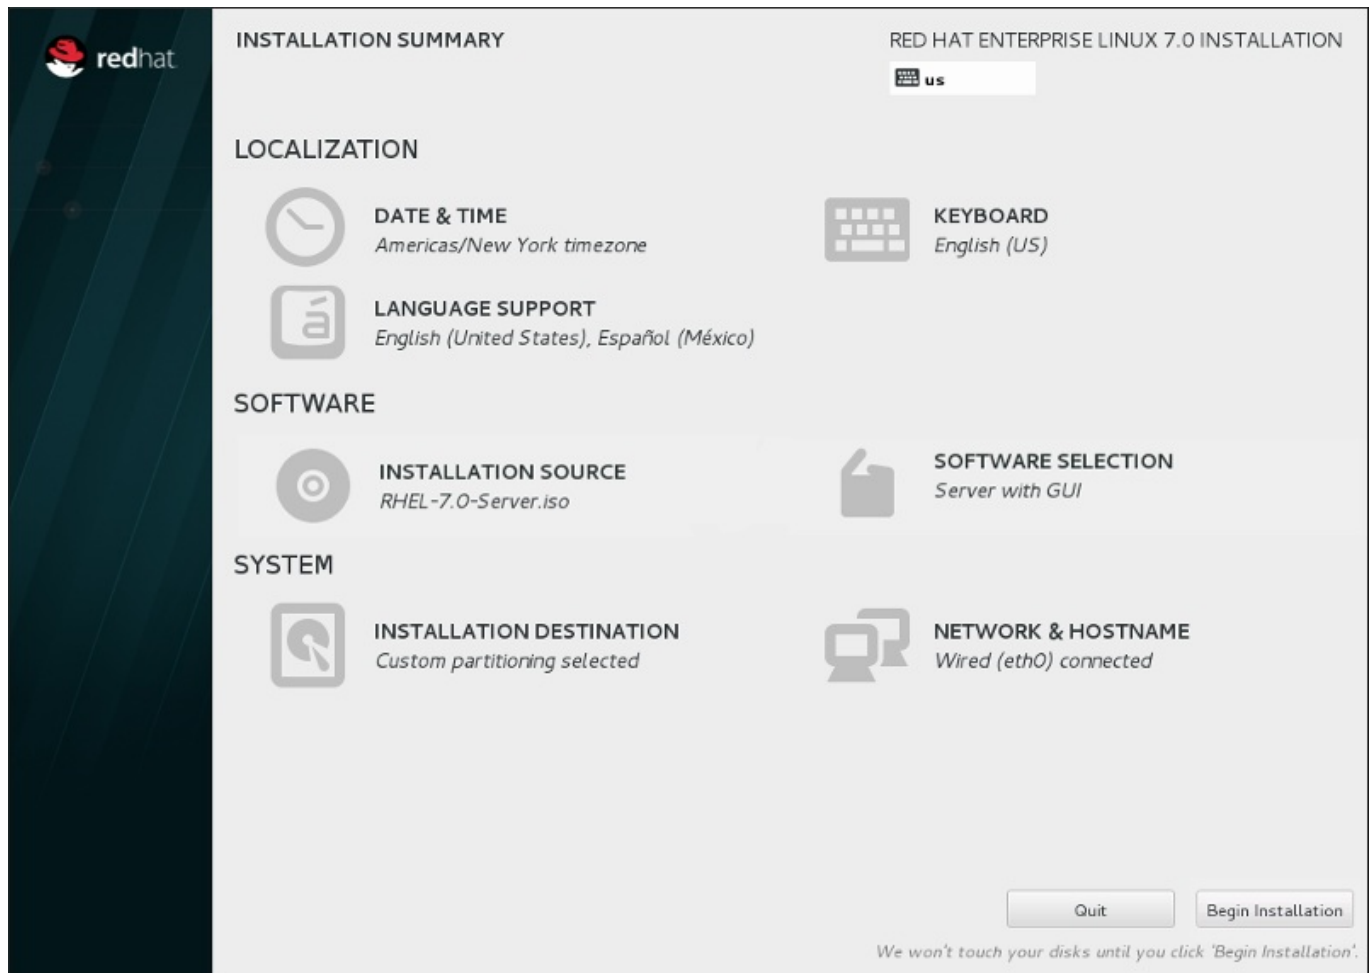 redhat
INSTALLATION SUMMARY
RED HAT ENTERPRISE LINUX 7.0 INSTALLATION
us
LOCALIZATION
DATE & TIME
Americas/New York timezone
KEYBOARD
English (US)
á
LANGUAGE SUPPORT
English (United States), Español (México)
SOFTWARE
INSTALLATION SOURCE
RHEL-7.0-Server.iso
SOFTWARE SELECTION
Server with GUI
SYSTEM
INSTALLATION DESTINATION
Custom partitioning selected
NETWORK & HOSTNAME
Wired (eth0) connected
Quit
Begin Installation
We won't touch your disks until you click 'Begin Installation'.